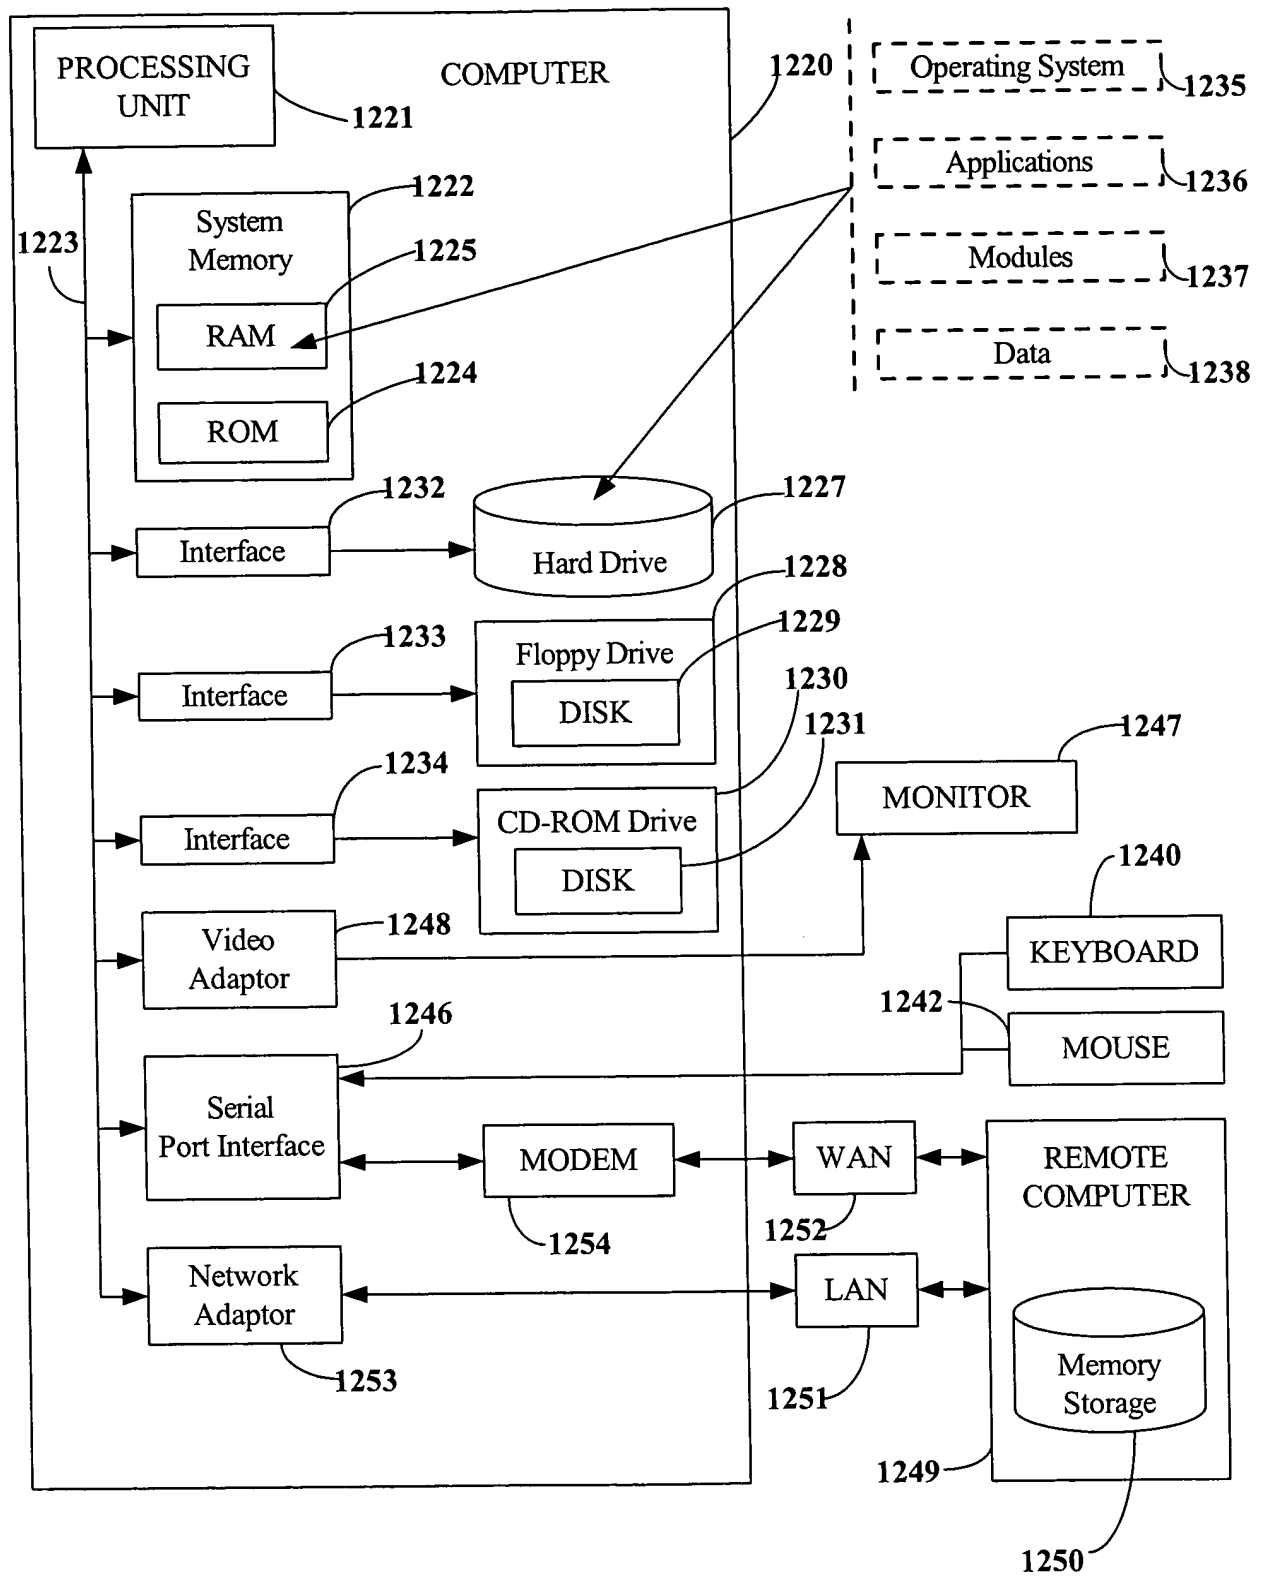 PROCESSING
UNIT
COMPUTER
1220
1221
Operating System
1235
Applications
1236
Modules
1237
Data
1238
1222
System
Memory
1223
1225
RAM
1224
ROM
1232
Interface
1227
Hard Drive
1228
1229
1233
Interface
Floppy Drive
DISK
1230
1231
1234
Interface
CD-ROM Drive
DISK
1247
MONITOR
1240
KEYBOARD
1248
Video
Adaptor
1242
MOUSE
1246
Serial
Port Interface
MODEM
1254
WAN
1252
REMOTE
COMPUTER
Network
Adaptor
1253
LAN
1251
Memory
Storage
1249
1250